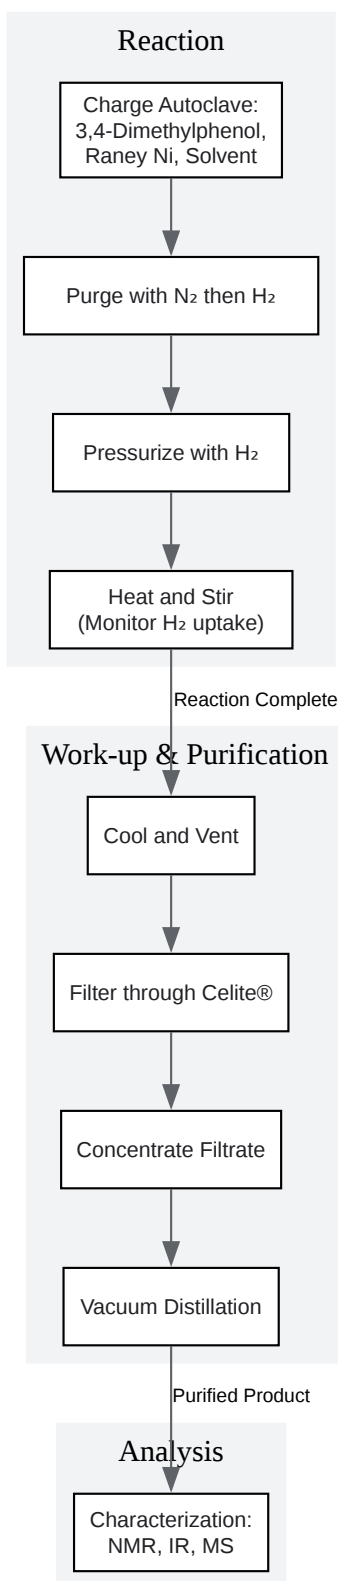 Reaction
Charge Autoclave:
3,4-Dimethylphenol,
Raney Ni, Solvent
Purge with N₂ then H₂
Pressurize with H₂
Heat and Stir
(Monitor H₂ uptake)
Reaction Complete
Work-up & Purification
Cool and Vent
Filter through Celite®
Concentrate Filtrate
Vacuum Distillation
Purified Product
Analysis
Characterization:
NMR, IR, MS